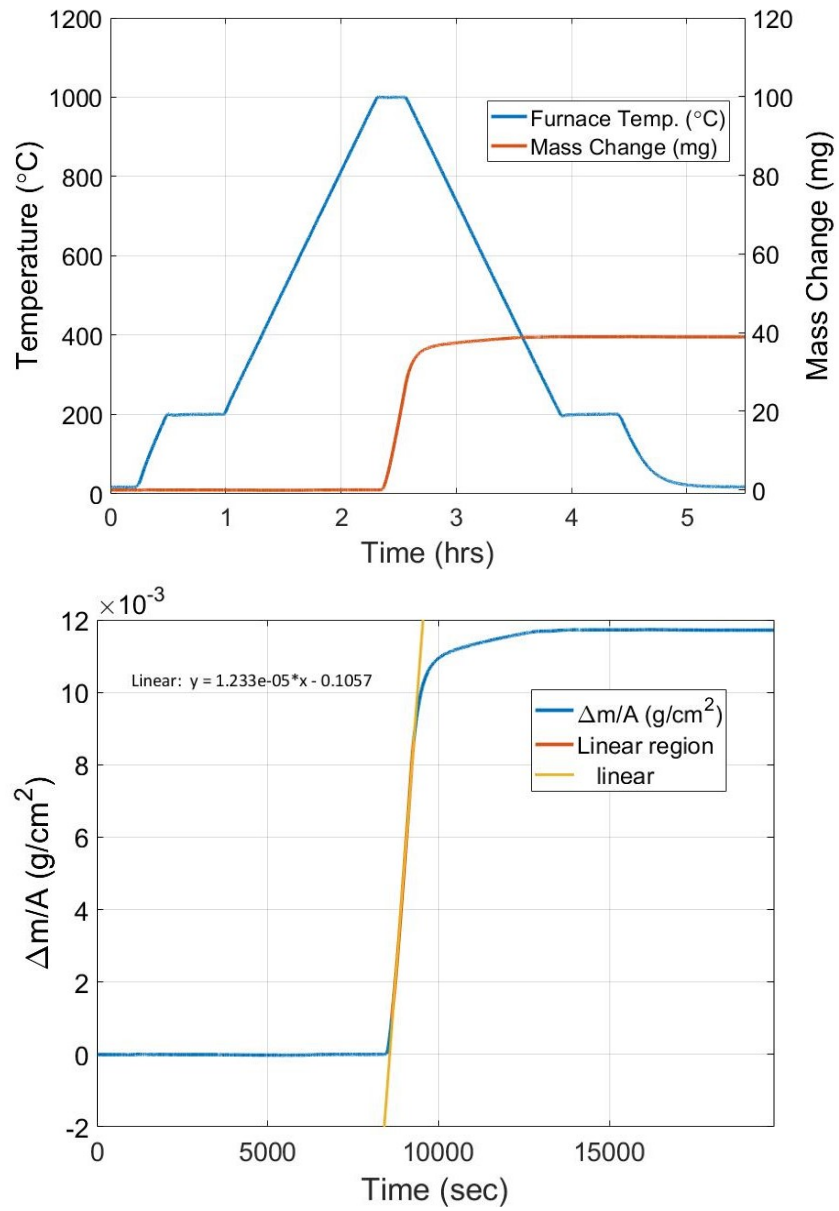 1200
1000
800
600
400
200
0
120
100
80
60
40
20
0
Temperature (°C)
Mass Change (mg)
Furnace Temp. (°C)
Mass Change (mg)
0 1 2 3 4 5
Time (hrs)
×10⁻³
12
10
8
6
4
2
0
-2
Δm/A (g/cm²)
Linear: y = 1.233e-05*x - 0.1057
Δm/A (g/cm²)
Linear region
linear
0 5000 10000 15000
Time (sec)